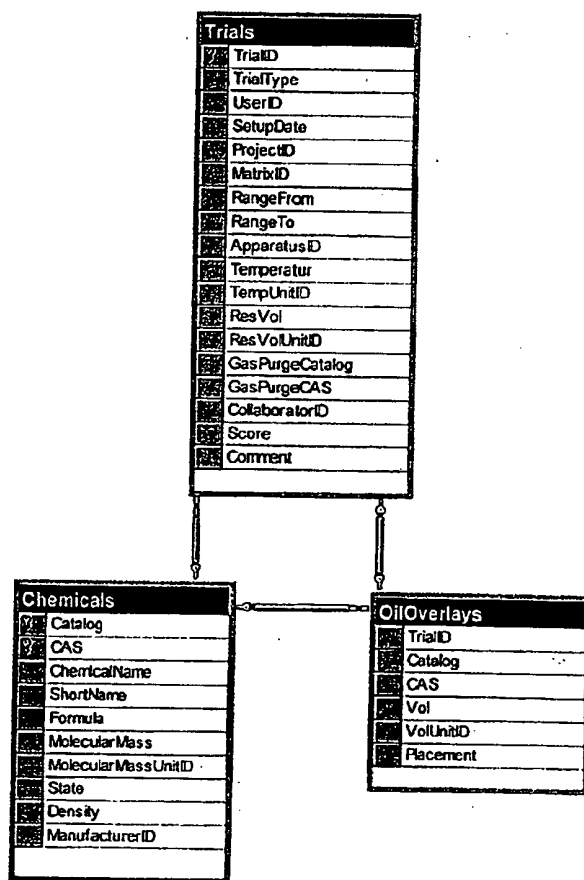 Trials
TrialID
TrialType
UserID
SetupDate
ProjectID
MatrixID
RangeFrom
RangeTo
ApparatusID
Temperatur
TempUnitID
ResVol
ResVolUnitID
GasPurgeCatalog
GasPurgeCAS
CollaboratorID
Score
Comment
Chemicals
Catalog
CAS
ChemicalName
ShortName
Formula
MolecularMass
MolecularMassUnitID
State
Density
ManufacturerID
OilOverlays
TrialID
Catalog
CAS
Vol
VolUnitID
Placement